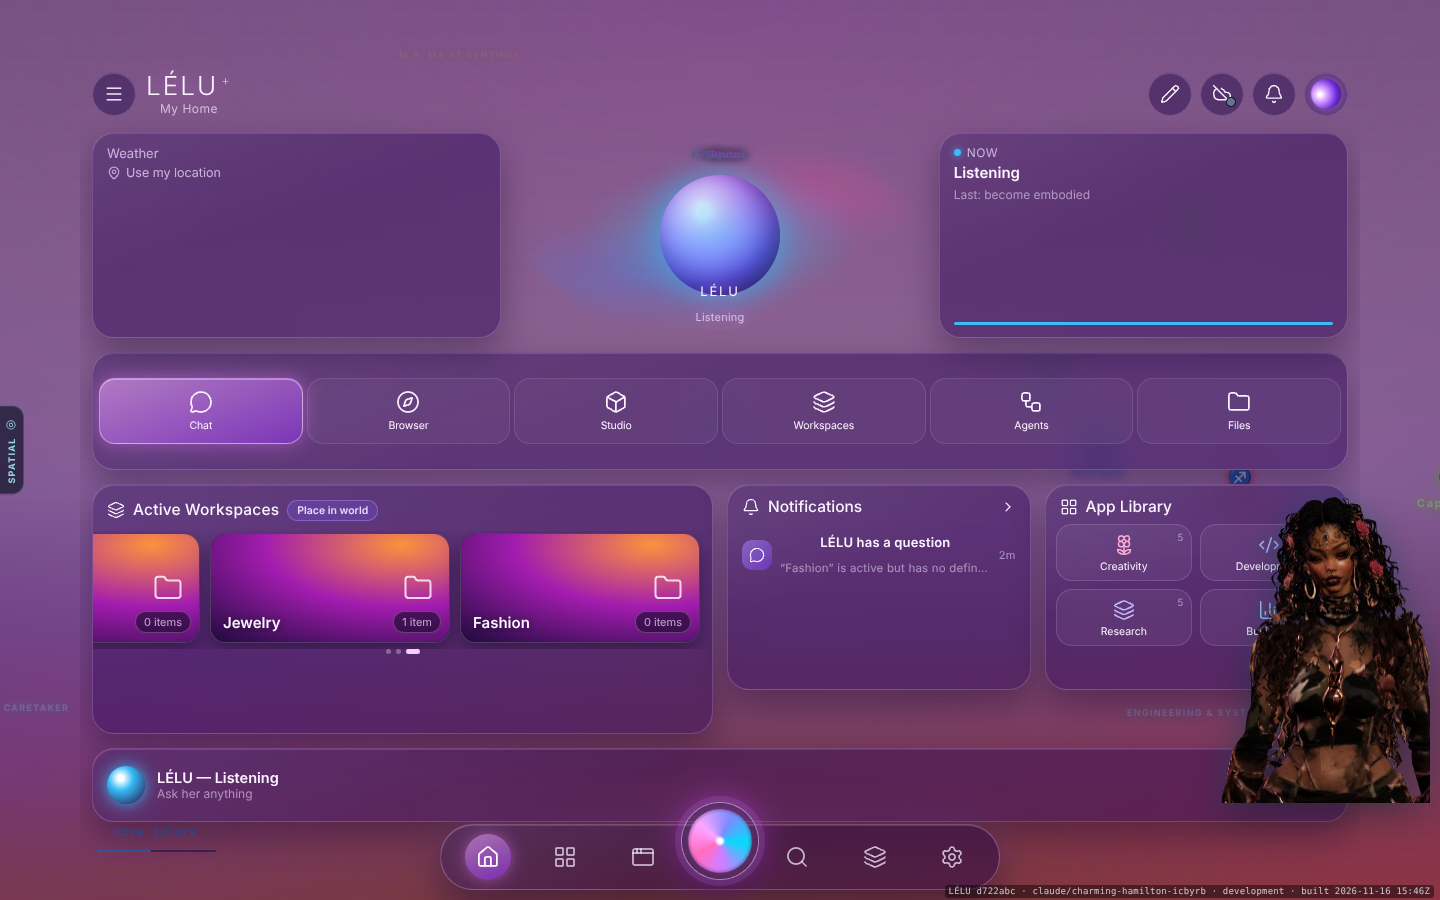 LÉLU +
My Home
Weather
Use my location
LÉLU
Listening
NOW
Listening
Last: become embodied
Chat
Browser
Studio
Workspaces
Agents
Files
SPATIAL
Active Workspaces
Place in world
0 items
Jewelry
1 item
Fashion
0 items
Notifications
LÉLU has a question
2m
“Fashion” is active but has no defin...
App Library
Creativity
5
Research
5
CARETAKER
LÉLU — Listening
Ask her anything
LÉLU d722abc · claude/charming-hamilton-icbyrb · development · built 2026-11-16 15:46Z